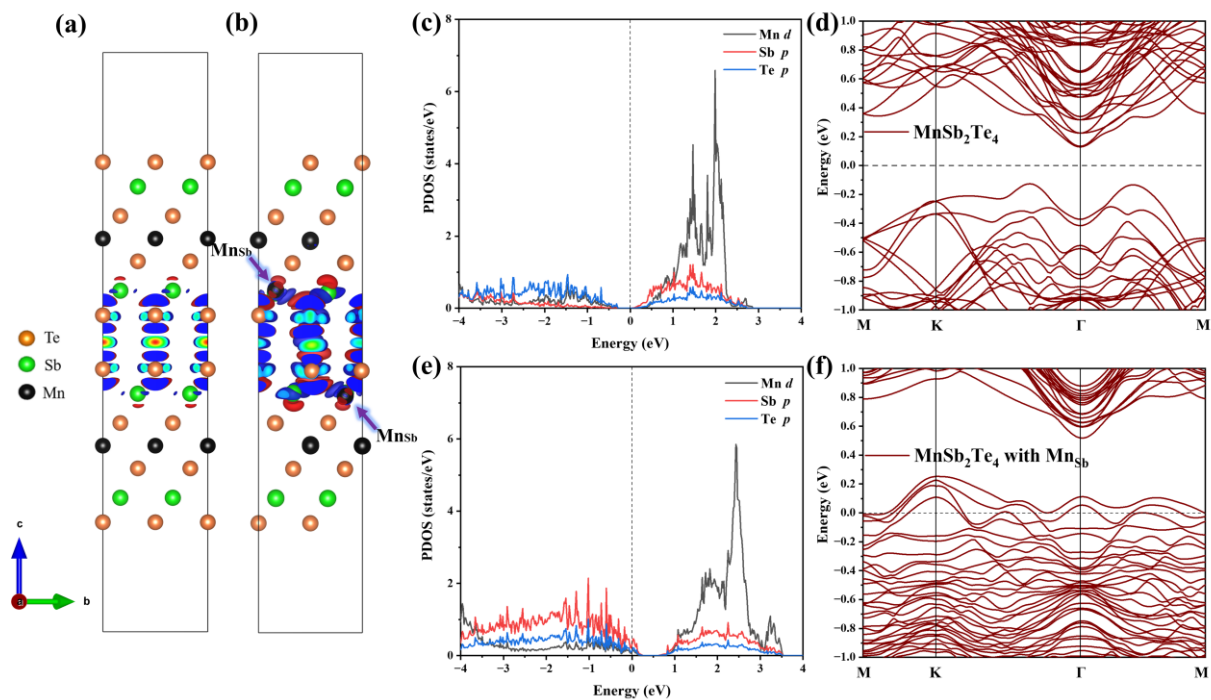 (a)
(b)
MnSb
MnSb
Te
Sb
Mn
c
a
b
(c)
PDOS (states/eV)
8
6
4
2
0
Mn d
Sb p
Te p
−4 −3 −2 −1 0 1 2 3 4
Energy (eV)
(d)
Energy (eV)
1.0
0.8
0.6
0.4
0.2
0.0
−0.2
−0.4
−0.6
−0.8
−1.0
MnSb2Te4
M K Γ M
(e)
PDOS (states/eV)
8
6
4
2
0
Mn d
Sb p
Te p
−4 −3 −2 −1 0 1 2 3 4
Energy (eV)
(f)
Energy (eV)
1.0
0.8
0.6
0.4
0.2
0.0
−0.2
−0.4
−0.6
−0.8
−1.0
MnSb2Te4 with MnSb
M K Γ M